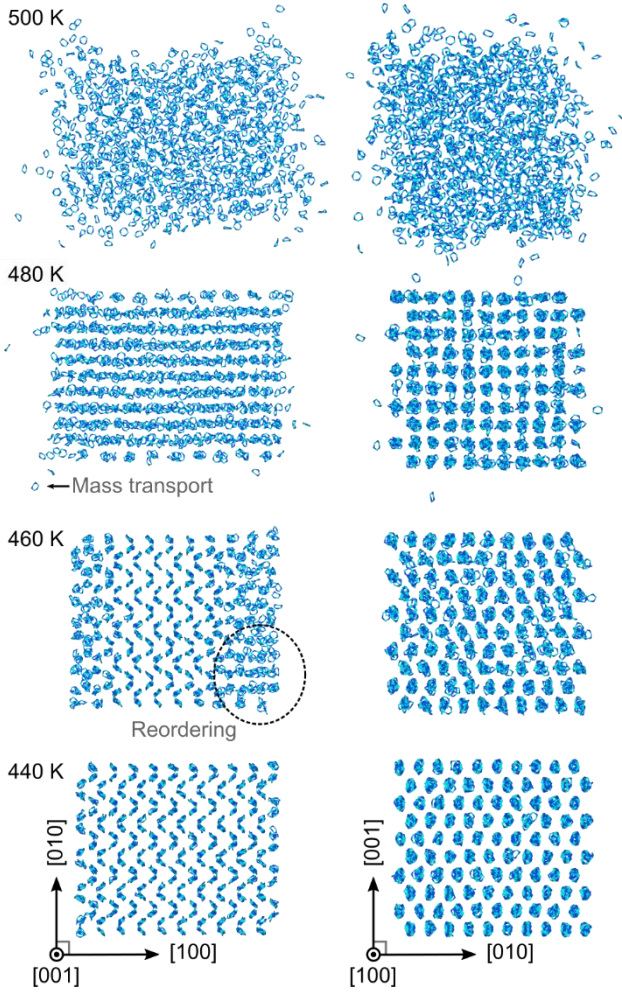 500 K
480 K
Mass transport
460 K
Reordering
440 K
[010]
[100]
[001]
[001]
[010]
[100]